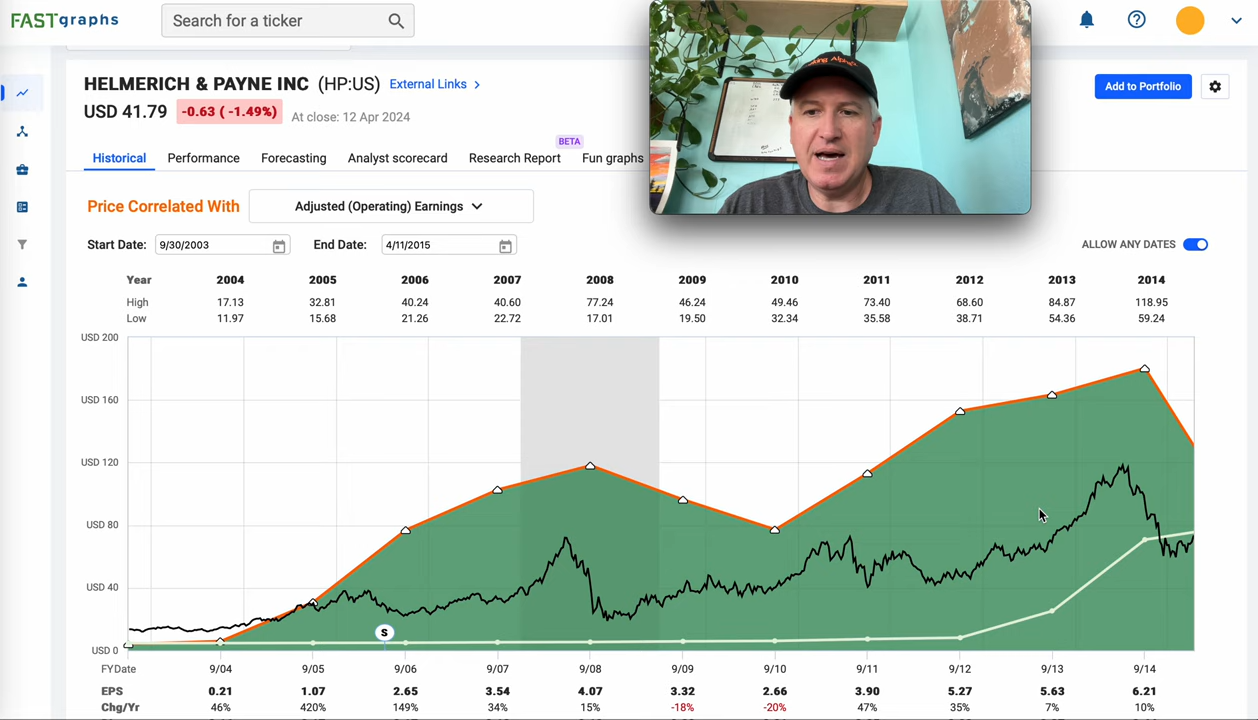 FAST graphs
Search for a ticker
HELMERICH & PAYNE INC (HP:US) External Links >
USD 41.79 -0.63 ( -1.49%) At close: 12 Apr 2024
Add to Portfolio
BETA
Historical Performance Forecasting Analyst scorecard Research Report Fun graphs
Price Correlated With Adjusted (Operating) Earnings
Start Date: 9/30/2003 End Date: 4/11/2015 ALLOW ANY DATES
Year 2004 2005 2006 2007 2008 2009 2010 2011 2012 2013 2014
High 17.13 32.81 40.24 40.60 77.24 46.24 49.46 73.40 68.60 84.87 118.95
Low 11.97 15.68 21.26 22.72 17.01 19.50 32.34 35.58 38.71 54.36 59.24
USD 200
USD 160
USD 120
USD 80
USD 40
S
USD 0
FYDate 9/04 9/05 9/06 9/07 9/08 9/09 9/10 9/11 9/12 9/13 9/14
EPS 0.21 1.07 2.65 3.54 4.07 3.32 2.66 3.90 5.27 5.63 6.21
Chg/Yr 46% 420% 149% 34% 15% -18% -20% 47% 35% 7% 10%